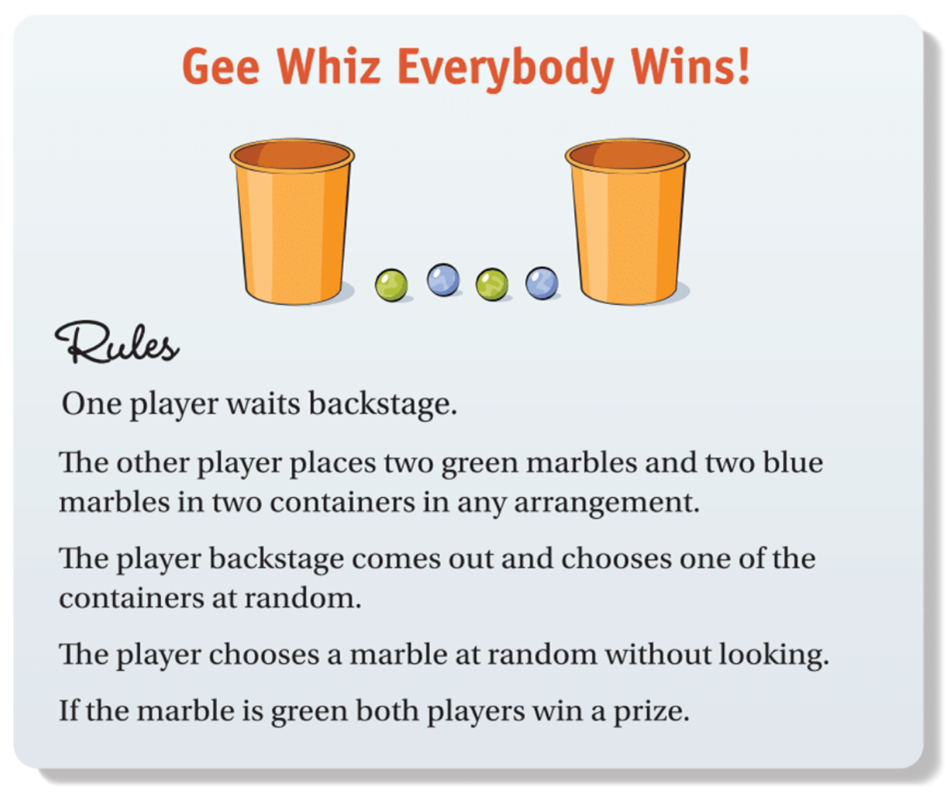 Gee Whiz Everybody Wins!
Rules
One player waits backstage.
The other player places two green marbles and two blue
marbles in two containers in any arrangement.
The player backstage comes out and chooses one of the
containers at random.
The player chooses a marble at random without looking.
If the marble is green both players win a prize.